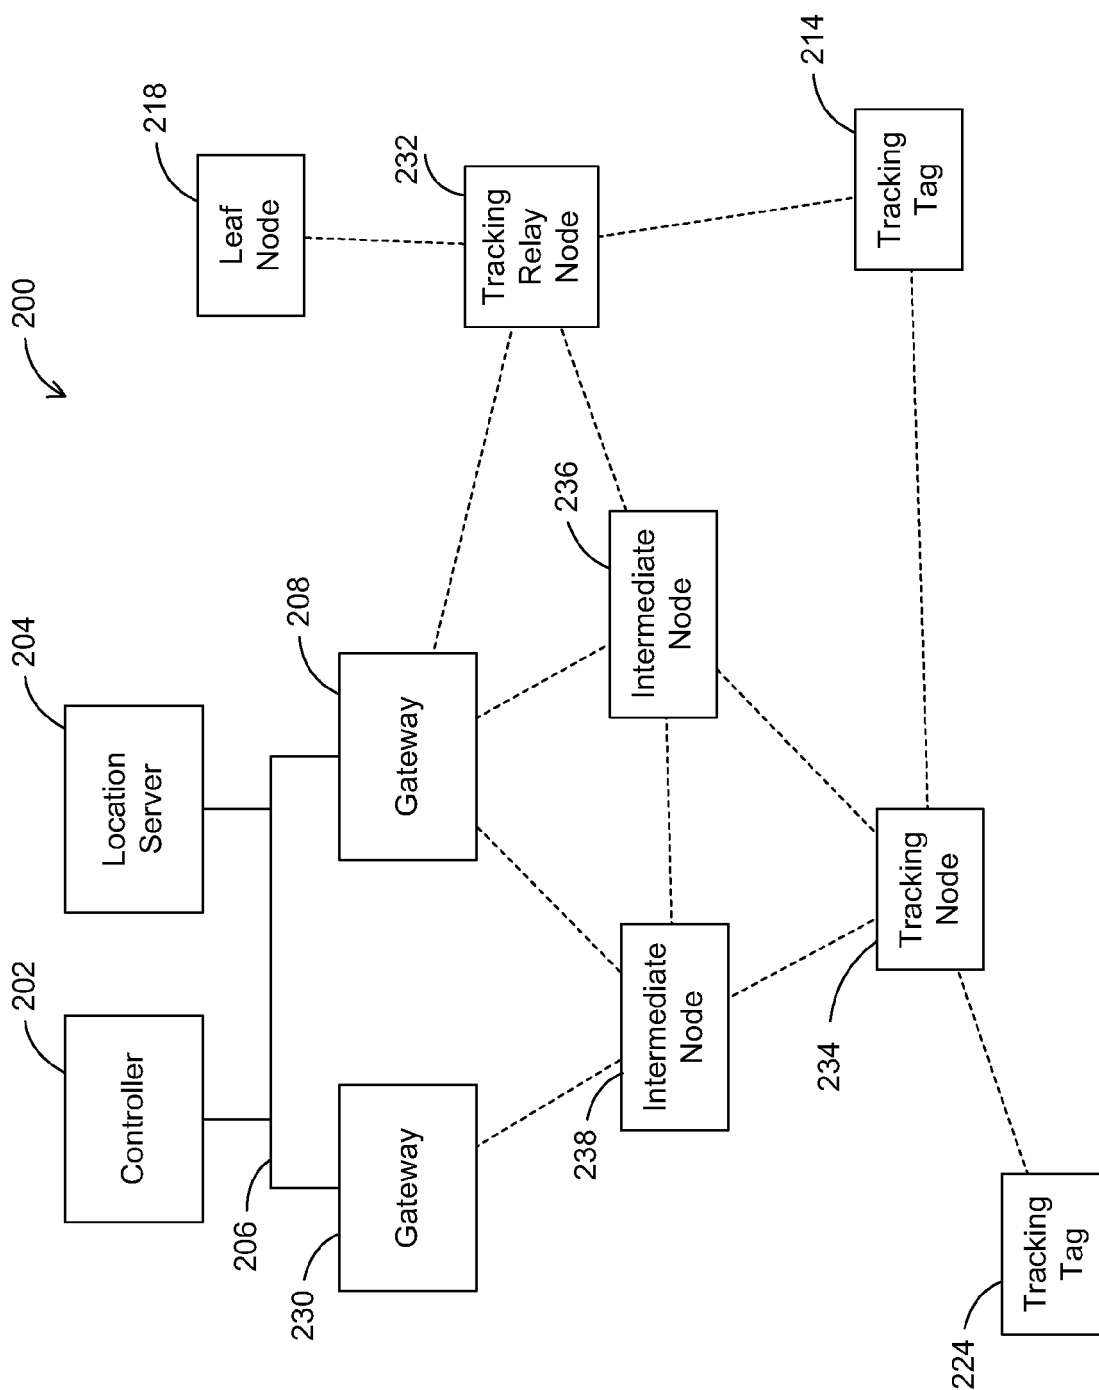 200
202
Controller
204
Location
Server
206
230
Gateway
208
Gateway
218
Leaf
Node
232
Tracking
Relay
Node
236
Intermediate
Node
238
Intermediate
Node
214
Tracking
Tag
234
Tracking
Node
224
Tracking
Tag